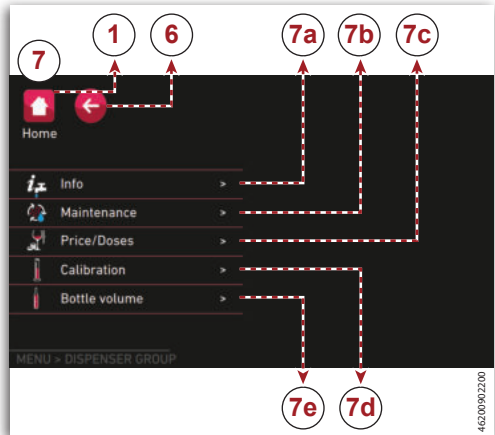 1 6 7a 7b 7c
7
Home
Info >
Maintenance >
Price/Doses >
Calibration >
Bottle volume >
MENU > DISPENSER GROUP
7e 7d
46200902200